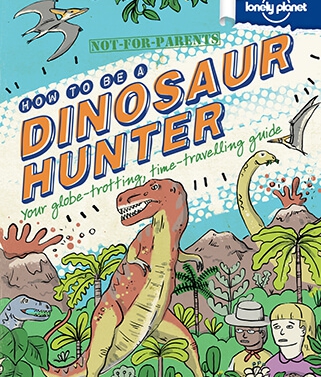 lonely planet
NOT-FOR-PARENTS
HOW TO BE A
DINOSAUR
HUNTER
Your globe-trotting, time-travelling guide